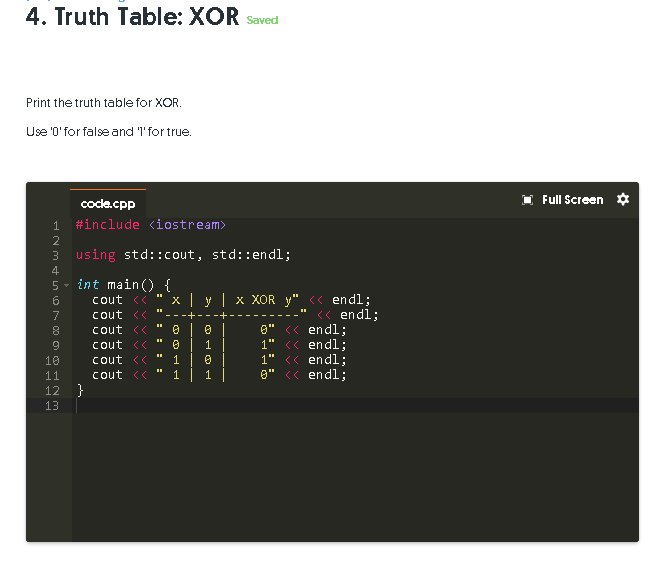 4. Truth Table: XOR Saved
Print the truth table for XOR.
Use '0' for false and '1' for true.
code.cpp Full Screen
1 #include <iostream>
2
3 using std::cout, std::endl;
4
5 int main() {
6   cout << " x | y | x XOR y" << endl;
7   cout << "---+---+---------" << endl;
8   cout << " 0 | 0 |    0" << endl;
9   cout << " 0 | 1 |    1" << endl;
10   cout << " 1 | 0 |    1" << endl;
11   cout << " 1 | 1 |    0" << endl;
12 }
13